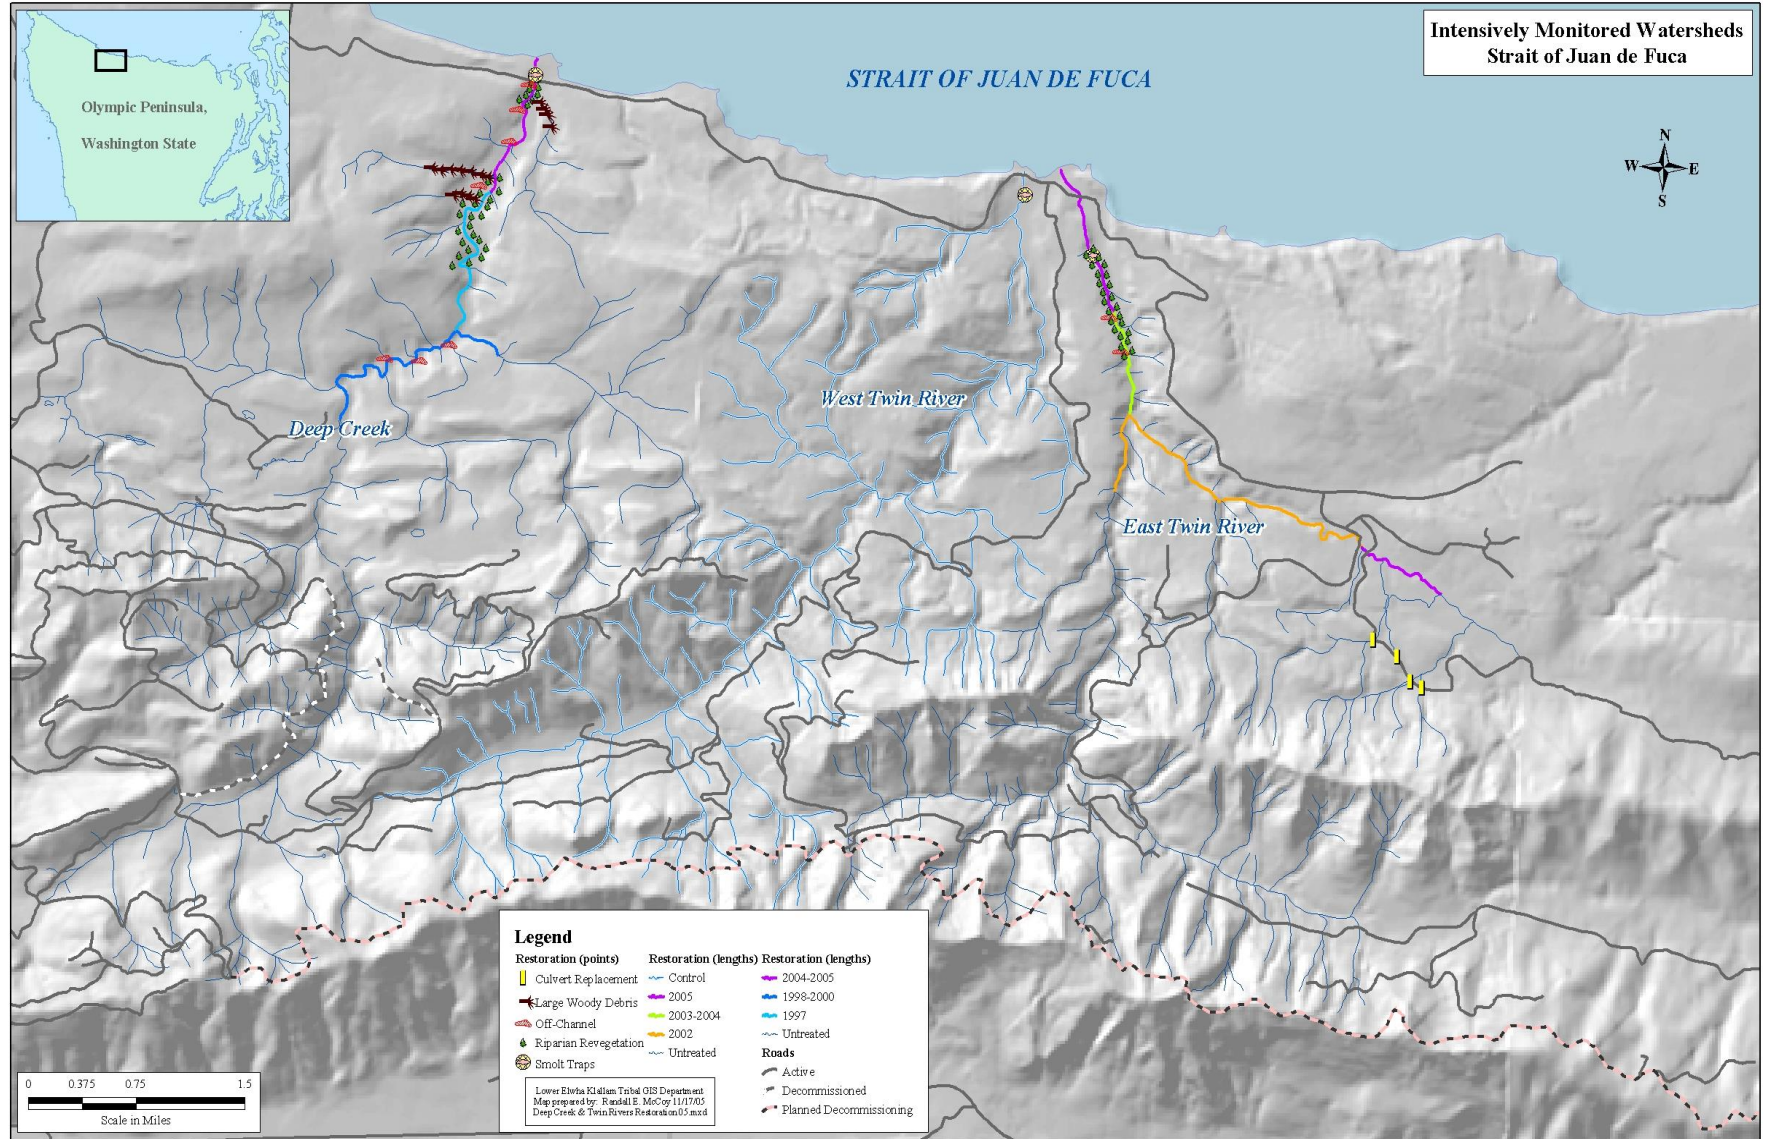 Intensively Monitored Watersheds
Strait of Juan de Fuca
Olympic Peninsula,
Washington State
STRAIT OF JUAN DE FUCA
N
W E
S
West Twin River
Deep Creek
East Twin River
Legend
Restoration (points)
Culvert Replacement
Large Woody Debris
Off-Channel
Riparian Revegetation
Smolt Traps
Restoration (lengths)
Control
2005
2003-2004
2002
Untreated
Restoration (lengths)
2004-2005
1998-2000
1997
Untreated
Roads
Active
Decommissioned
Planned Decommissioning
Lower Elwha Klallam Tribal GIS Department
Map prepared by: Randall E. McCoy 11/17/05
Deep Creek & Twin Rivers Restoration05.mxd
0 0.375 0.75 1.5
Scale in Miles